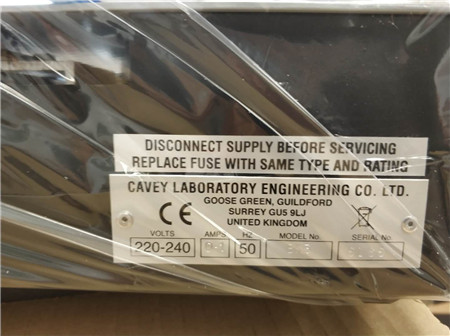 DISCONNECT SUPPLY BEFORE SERVICING
REPLACE FUSE WITH SAME TYPE AND RATING
CAVEY LABORATORY ENGINEERING CO. LTD.
GOOSE GREEN, GUILDFORD
SURREY GU5 9LJ
UNITED KINGDOM
CE
VOLTS AMPS HZ MODEL No. SERIAL No.
220-240 50